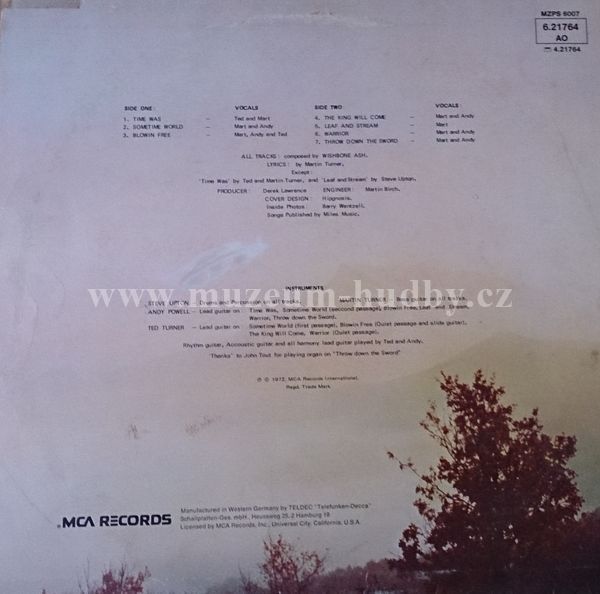 MZPS 6007
6.21764
AO
4.21764
SIDE ONE: VOCALS SIDE TWO VOCALS:
1. TIME WAS – Ted and Mart 4. THE KING WILL COME – Mart and Andy
2. SOMETIME WORLD – Mart and Andy 5. LEAF AND STREAM – Mart
3. BLOWIN FREE – Mart, Andy and Ted 6. WARRIOR – Mart and Andy
7. THROW DOWN THE SWORD – Mart and Andy
ALL TRACKS: composed by WISHBONE ASH.
LYRICS: by Martin Turner,
Except:
'Time Was' by Ted and Martin Turner, and 'Leaf and Stream' by Steve Upton.
PRODUCER: Derek Lawrence ENGINEER: Martin Birch.
COVER DESIGN: Hipgnosis.
Inside Photos: Barry Wentzell.
Songs Published by Miles Music.
INSTRUMENTS
www.muzeum-hudby.cz
STEVE UPTON – Drums and Percussion on all tracks. MARTIN TURNER – Bass guitar on all tracks.
ANDY POWELL – Lead guitar on: Time Was, Sometime World (seccond passage), Blowin Free, Leaf and Stream,
Warrior, Throw down the Sword.
TED TURNER – Lead guitar on: Sometime World (first passage), Blowin Free (Quiet passage and slide guitar).
The King Will Come, Warrior (Quiet passage).
Rhythm guitar, Accoustic guitar and all harmony lead guitar played by Ted and Andy.
'Thanks' to John Tout for playing organ on "Throw down the Sword"
℗ © 1972, MCA Records International.
Regd. Trade Mark.
MCA RECORDS
Manufactured in Western Germany by TELDEC "Telefunken-Decca"
Schallplatten-Ges. mbH., Heussweg 25, 2 Hamburg 19
Licensed by MCA Records, Inc., Universal City, California, U.S.A.